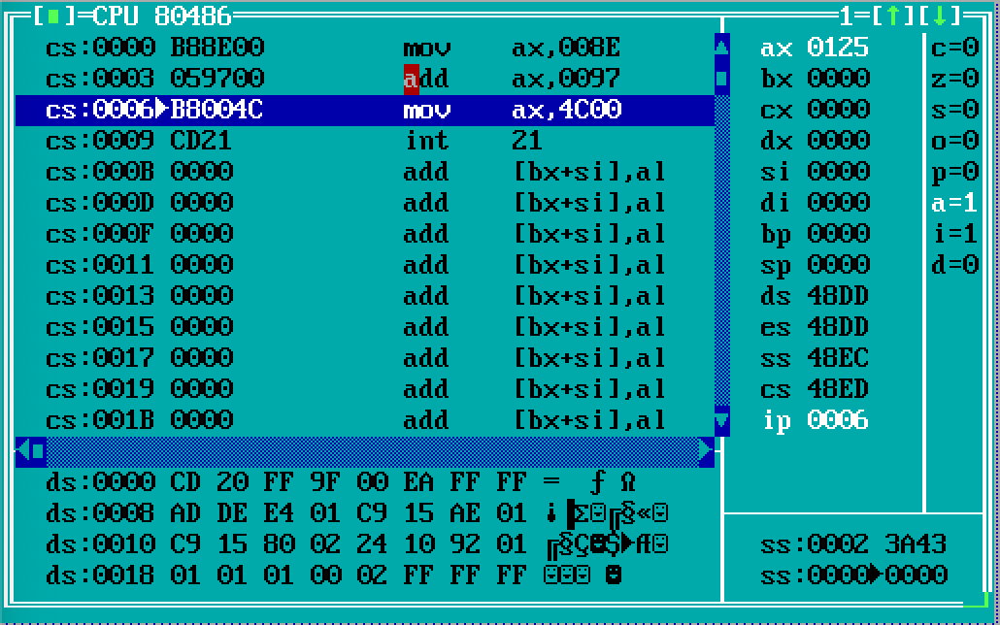 [■]=CPU 80486 1=[↑][↓]
cs:0000 B88E00 mov ax,008E
cs:0003 059700 add ax,0097
cs:0006►B8004C mov ax,4C00
cs:0009 CD21 int 21
cs:000B 0000 add [bx+si],al
cs:000D 0000 add [bx+si],al
cs:000F 0000 add [bx+si],al
cs:0011 0000 add [bx+si],al
cs:0013 0000 add [bx+si],al
cs:0015 0000 add [bx+si],al
cs:0017 0000 add [bx+si],al
cs:0019 0000 add [bx+si],al
cs:001B 0000 add [bx+si],al
ax 0125 c=0
bx 0000 z=0
cx 0000 s=0
dx 0000 o=0
si 0000 p=0
di 0000 a=1
bp 0000 i=1
sp 0000 d=0
ds 48DD
es 48DD
ss 48EC
cs 48ED
ip 0006
ds:0000 CD 20 FF 9F 00 EA FF FF = ƒ Ω
ds:0008 AD DE E4 01 C9 15 AE 01 ¡▐Σ☺╔§«☺
ds:0010 C9 15 80 02 24 10 92 01 ╔§Ç☻$►Æ☺
ds:0018 01 01 01 00 02 FF FF FF ☺☺☺ ☻
ss:0002 3A43
ss:0000►0000